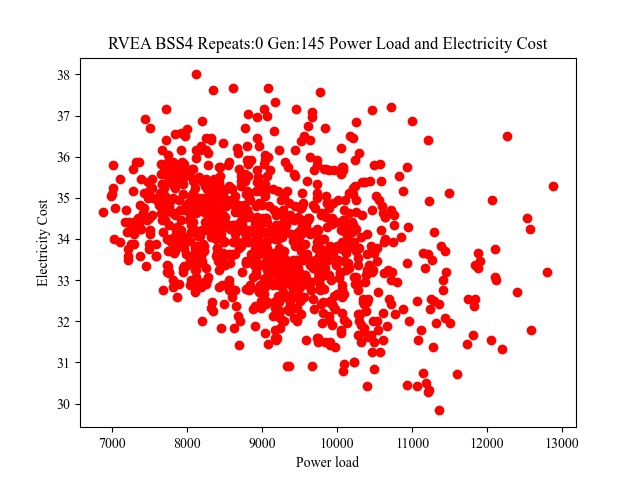 RVEA BSS4 Repeats:0 Gen:145 Power Load and Electricity Cost
38
37
36
35
34
33
32
31
30
Electricity Cost
7000 8000 9000 10000 11000 12000 13000
Power load